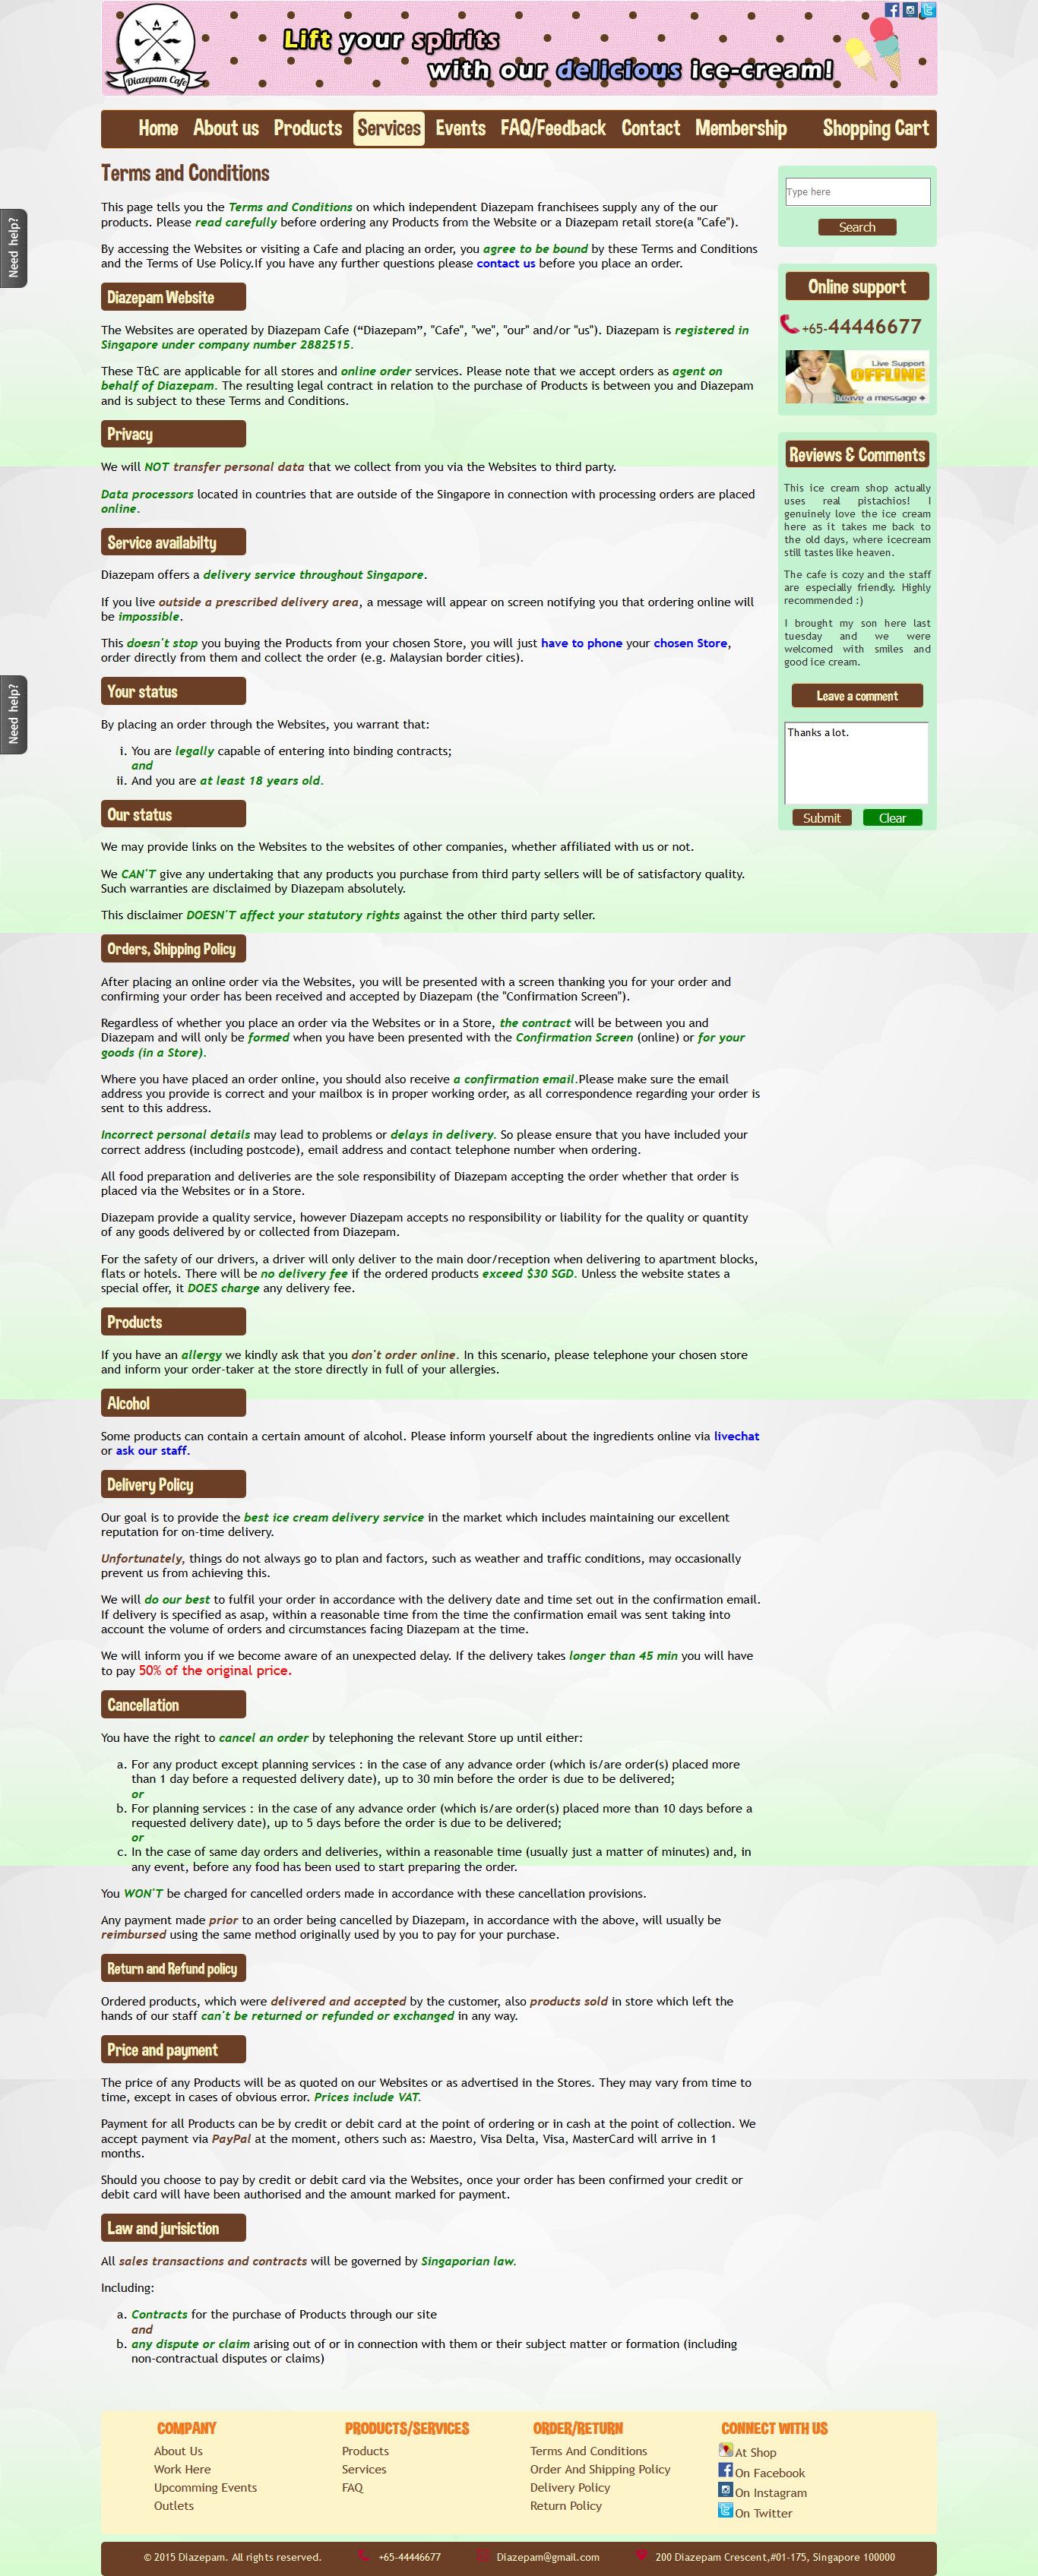 Diazepam Cafe
Lift your spirits
with our delicious ice-cream!
Home About us Products Services Events FAQ/Feedback Contact Membership Shopping Cart
Terms and Conditions
This page tells you the Terms and Conditions on which independent Diazepam franchisees supply any of the our
products. Please read carefully before ordering any Products from the Website or a Diazepam retail store(a "Cafe").
By accessing the Websites or visiting a Cafe and placing an order, you agree to be bound by these Terms and Conditions
and the Terms of Use Policy.If you have any further questions please contact us before you place an order.
Diazepam Website
The Websites are operated by Diazepam Cafe (“Diazepam”, "Cafe", "we", "our" and/or "us"). Diazepam is registered in
Singapore under company number 2882515.
These T&C are applicable for all stores and online order services. Please note that we accept orders as agent on
behalf of Diazepam. The resulting legal contract in relation to the purchase of Products is between you and Diazepam
and is subject to these Terms and Conditions.
Privacy
We will NOT transfer personal data that we collect from you via the Websites to third party.
Data processors located in countries that are outside of the Singapore in connection with processing orders are placed
online.
Service availabilty
Diazepam offers a delivery service throughout Singapore.
If you live outside a prescribed delivery area, a message will appear on screen notifying you that ordering online will
be impossible.
This doesn't stop you buying the Products from your chosen Store, you will just have to phone your chosen Store,
order directly from them and collect the order (e.g. Malaysian border cities).
Your status
By placing an order through the Websites, you warrant that:
i. You are legally capable of entering into binding contracts;
and
ii. And you are at least 18 years old.
Our status
We may provide links on the Websites to the websites of other companies, whether affiliated with us or not.
We CAN'T give any undertaking that any products you purchase from third party sellers will be of satisfactory quality.
Such warranties are disclaimed by Diazepam absolutely.
This disclaimer DOESN'T affect your statutory rights against the other third party seller.
Orders, Shipping Policy
After placing an online order via the Websites, you will be presented with a screen thanking you for your order and
confirming your order has been received and accepted by Diazepam (the "Confirmation Screen").
Regardless of whether you place an order via the Websites or in a Store, the contract will be between you and
Diazepam and will only be formed when you have been presented with the Confirmation Screen (online) or for your
goods (in a Store).
Where you have placed an order online, you should also receive a confirmation email.Please make sure the email
address you provide is correct and your mailbox is in proper working order, as all correspondence regarding your order is
sent to this address.
Incorrect personal details may lead to problems or delays in delivery. So please ensure that you have included your
correct address (including postcode), email address and contact telephone number when ordering.
All food preparation and deliveries are the sole responsibility of Diazepam accepting the order whether that order is
placed via the Websites or in a Store.
Diazepam provide a quality service, however Diazepam accepts no responsibility or liability for the quality or quantity
of any goods delivered by or collected from Diazepam.
For the safety of our drivers, a driver will only deliver to the main door/reception when delivering to apartment blocks,
flats or hotels. There will be no delivery fee if the ordered products exceed $30 SGD. Unless the website states a
special offer, it DOES charge any delivery fee.
Products
If you have an allergy we kindly ask that you don't order online. In this scenario, please telephone your chosen store
and inform your order-taker at the store directly in full of your allergies.
Alcohol
Some products can contain a certain amount of alcohol. Please inform yourself about the ingredients online via livechat
or ask our staff.
Delivery Policy
Our goal is to provide the best ice cream delivery service in the market which includes maintaining our excellent
reputation for on-time delivery.
Unfortunately, things do not always go to plan and factors, such as weather and traffic conditions, may occasionally
prevent us from achieving this.
We will do our best to fulfil your order in accordance with the delivery date and time set out in the confirmation email.
If delivery is specified as asap, within a reasonable time from the time the confirmation email was sent taking into
account the volume of orders and circumstances facing Diazepam at the time.
We will inform you if we become aware of an unexpected delay. If the delivery takes longer than 45 min you will have
to pay 50% of the original price.
Cancellation
You have the right to cancel an order by telephoning the relevant Store up until either:
a. For any product except planning services : in the case of any advance order (which is/are order(s) placed more
than 1 day before a requested delivery date), up to 30 min before the order is due to be delivered;
or
b. For planning services : in the case of any advance order (which is/are order(s) placed more than 10 days before a
requested delivery date), up to 5 days before the order is due to be delivered;
or
c. In the case of same day orders and deliveries, within a reasonable time (usually just a matter of minutes) and, in
any event, before any food has been used to start preparing the order.
You WON'T be charged for cancelled orders made in accordance with these cancellation provisions.
Any payment made prior to an order being cancelled by Diazepam, in accordance with the above, will usually be
reimbursed using the same method originally used by you to pay for your purchase.
Return and Refund policy
Ordered products, which were delivered and accepted by the customer, also products sold in store which left the
hands of our staff can't be returned or refunded or exchanged in any way.
Price and payment
The price of any Products will be as quoted on our Websites or as advertised in the Stores. They may vary from time to
time, except in cases of obvious error. Prices include VAT.
Payment for all Products can be by credit or debit card at the point of ordering or in cash at the point of collection. We
accept payment via PayPal at the moment, others such as: Maestro, Visa Delta, Visa, MasterCard will arrive in 1
months.
Should you choose to pay by credit or debit card via the Websites, once your order has been confirmed your credit or
debit card will have been authorised and the amount marked for payment.
Law and jurisiction
All sales transactions and contracts will be governed by Singaporian law.
Including:
a. Contracts for the purchase of Products through our site
and
b. any dispute or claim arising out of or in connection with them or their subject matter or formation (including
non-contractual disputes or claims)
Type here
Search
Online support
+65-44446677
Live Support
OFFLINE
Leave a message
Reviews & Comments
This ice cream shop actually
uses real pistachios! I
genuinely love the ice cream
here as it takes me back to
the old days, where icecream
still tastes like heaven.
The cafe is cozy and the staff
are especially friendly. Highly
recommended :)
I brought my son here last
tuesday and we were
welcomed with smiles and
good ice cream.
Leave a comment
Thanks a lot.
Submit Clear
Need help?
Need help?
COMPANY
About Us
Work Here
Upcomming Events
Outlets
PRODUCTS/SERVICES
Products
Services
FAQ
ORDER/RETURN
Terms And Conditions
Order And Shipping Policy
Delivery Policy
Return Policy
CONNECT WITH US
At Shop
On Facebook
On Instagram
On Twitter
© 2015 Diazepam. All rights reserved. +65-44446677 Diazepam@gmail.com 200 Diazepam Crescent,#01-175, Singapore 100000